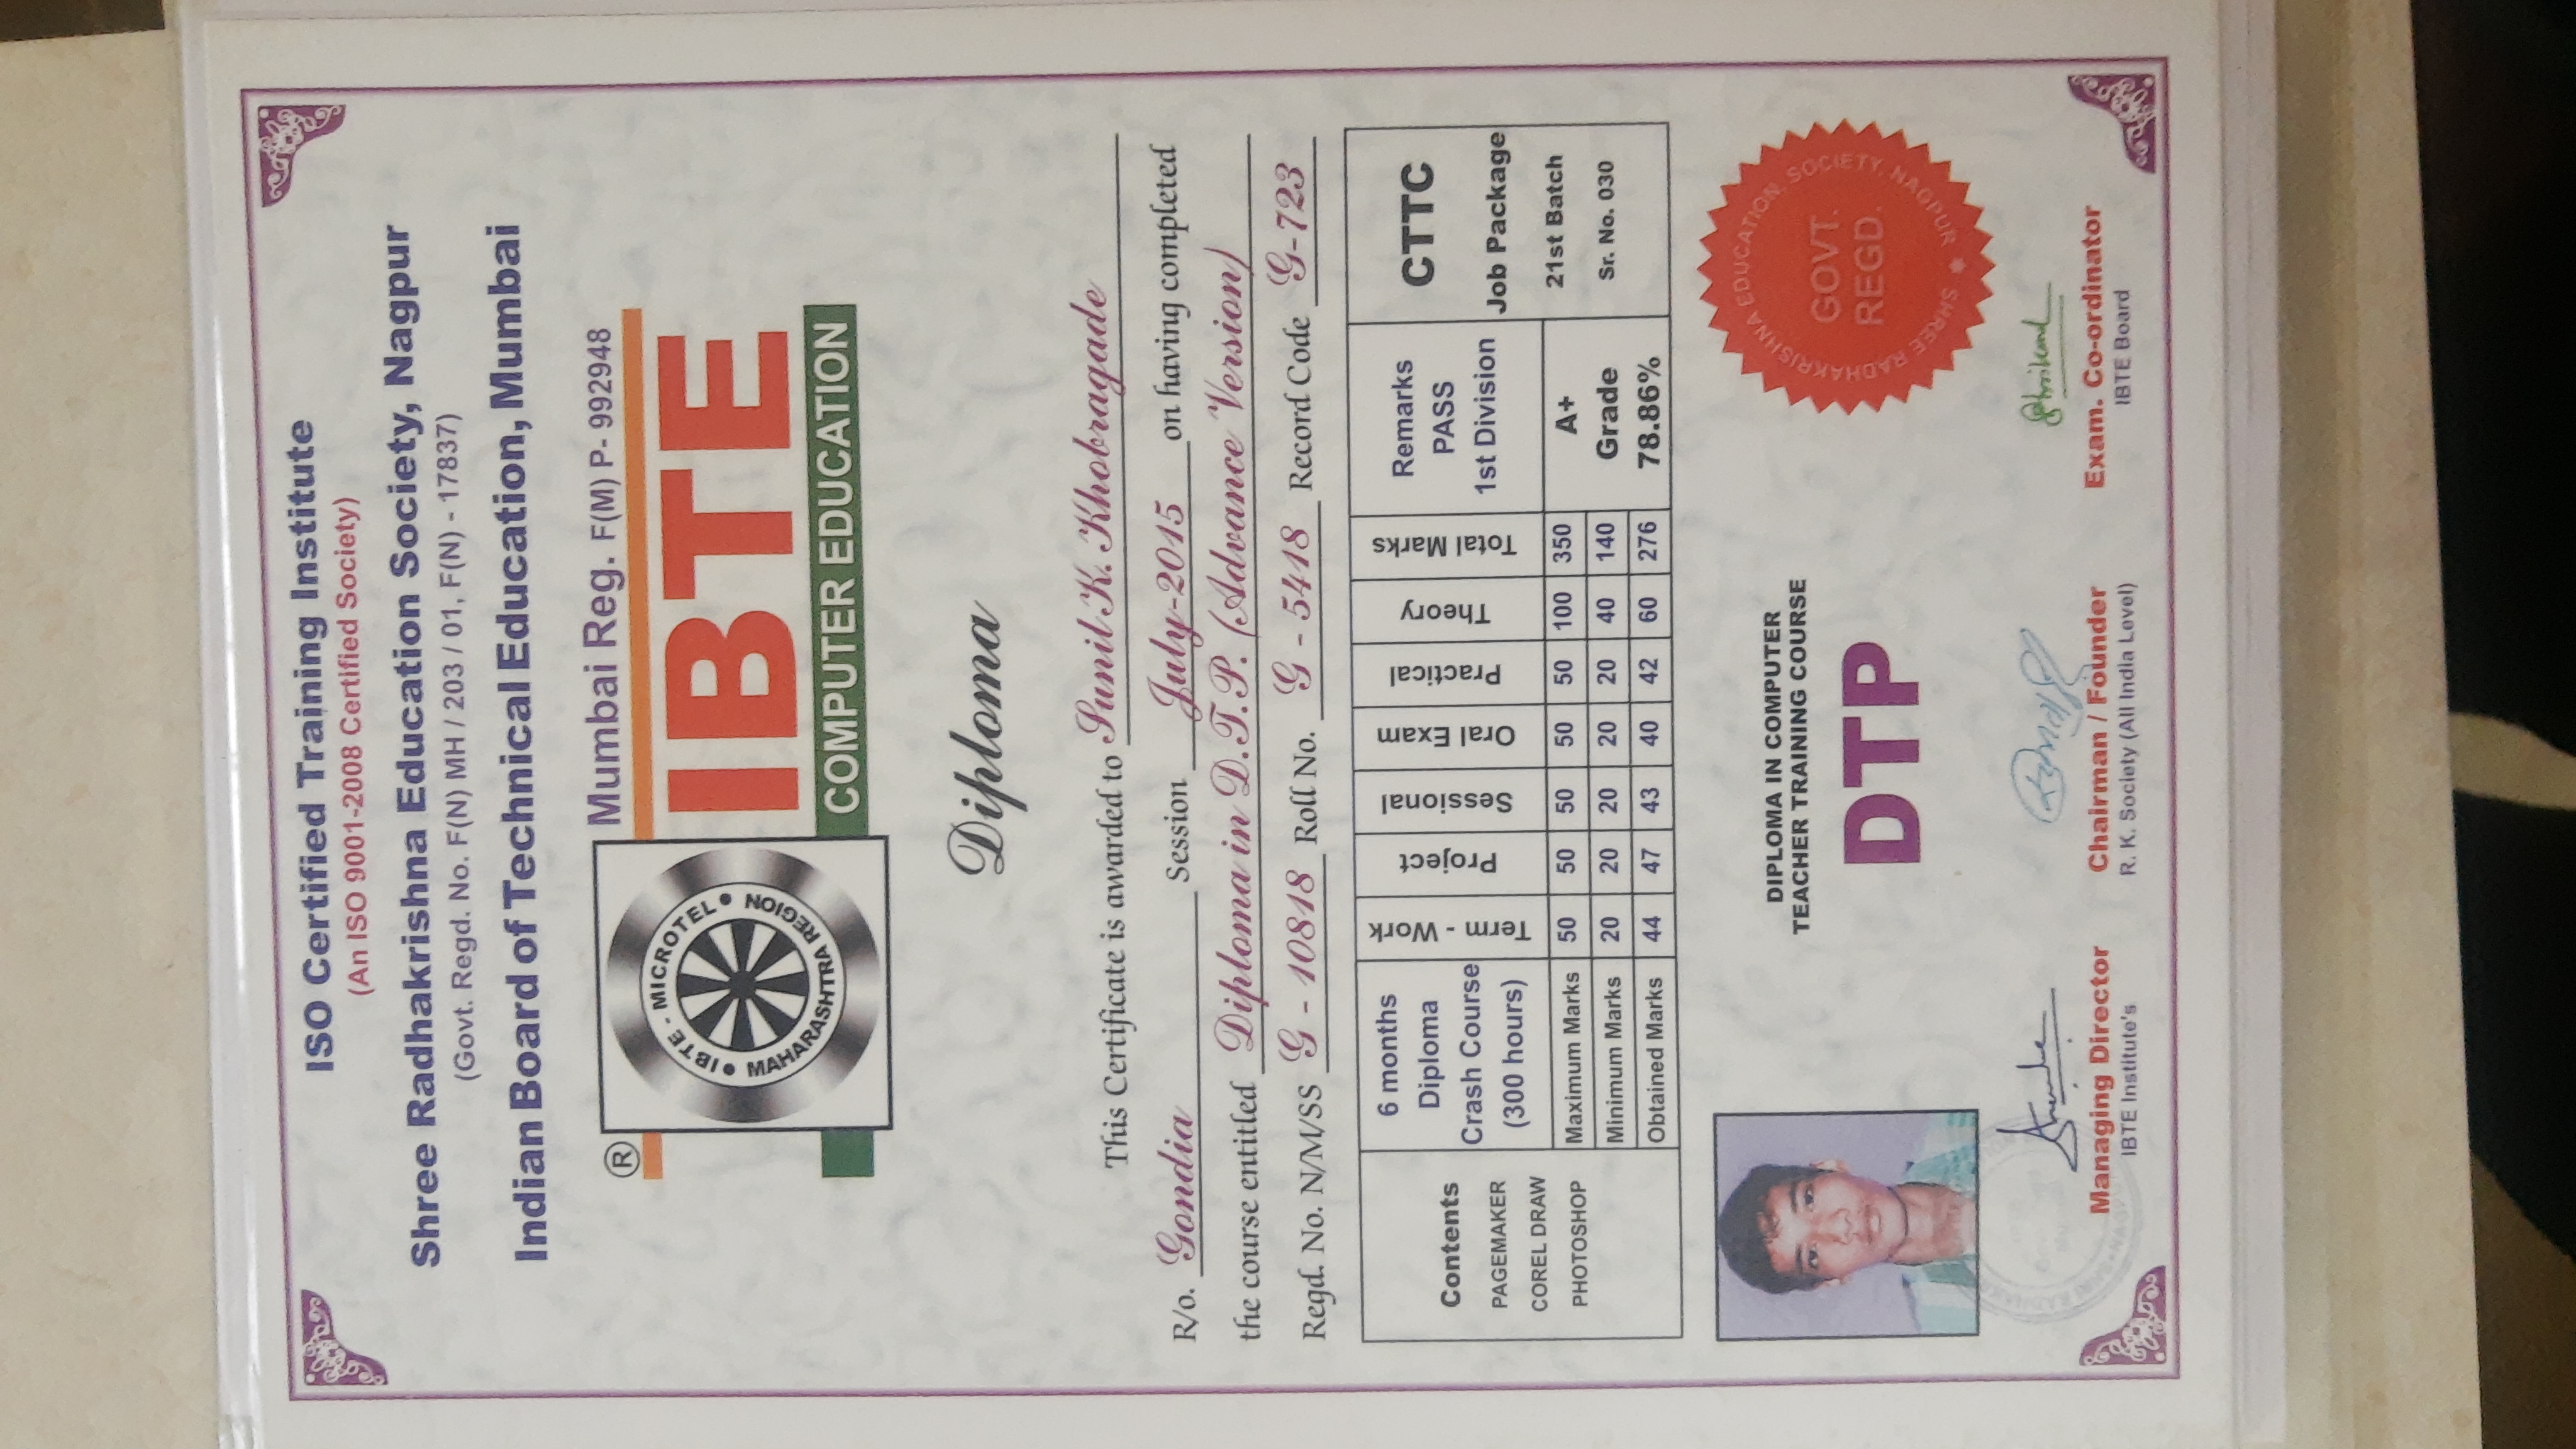 ISO Certified Training Institute
(An ISO 9001-2008 Certified Society)
Shree Radhakrishna Education Society, Nagpur
(Govt. Regd. No. F(N) MH / 203 / 01, F(N) - 17837)
Indian Board of Technical Education, Mumbai
Mumbai Reg. F(M) P- 992948
®
IBTE - MICROTEL
MAHARASHTRA REGION
IBTE
COMPUTER EDUCATION
Diploma
This Certificate is awarded to Sunil K. Khobragade
R/o. Gondia Session July-2015 on having completed
the course entitled Diploma in D.T.P. (Advance Version)
Regd. No. N/M/SS G - 10818 Roll No. G - 5418 Record Code G-723
Contents
PAGEMAKER
COREL DRAW
PHOTOSHOP
6 months
Diploma
Crash Course
(300 hours)
Term - Work
Project
Sessional
Oral Exam
Practical
Theory
Total Marks
Maximum Marks 50 50 50 50 50 100 350
Minimum Marks 20 20 20 20 20 40 140
Obtained Marks 44 47 43 40 42 60 276
Remarks
PASS
1st Division
A+
Grade
78.86%
CTTC
Job Package
21st Batch
Sr. No. 030
DIPLOMA IN COMPUTER
TEACHER TRAINING COURSE
DTP
SHREE RADHAKRISHNA EDUCATION SOCIETY, NAGPUR
GOVT.
REGD.
Managing Director
IBTE Institute's
Chairman / Founder
R. K. Society (All India Level)
Exam. Co-ordinator
IBTE Board